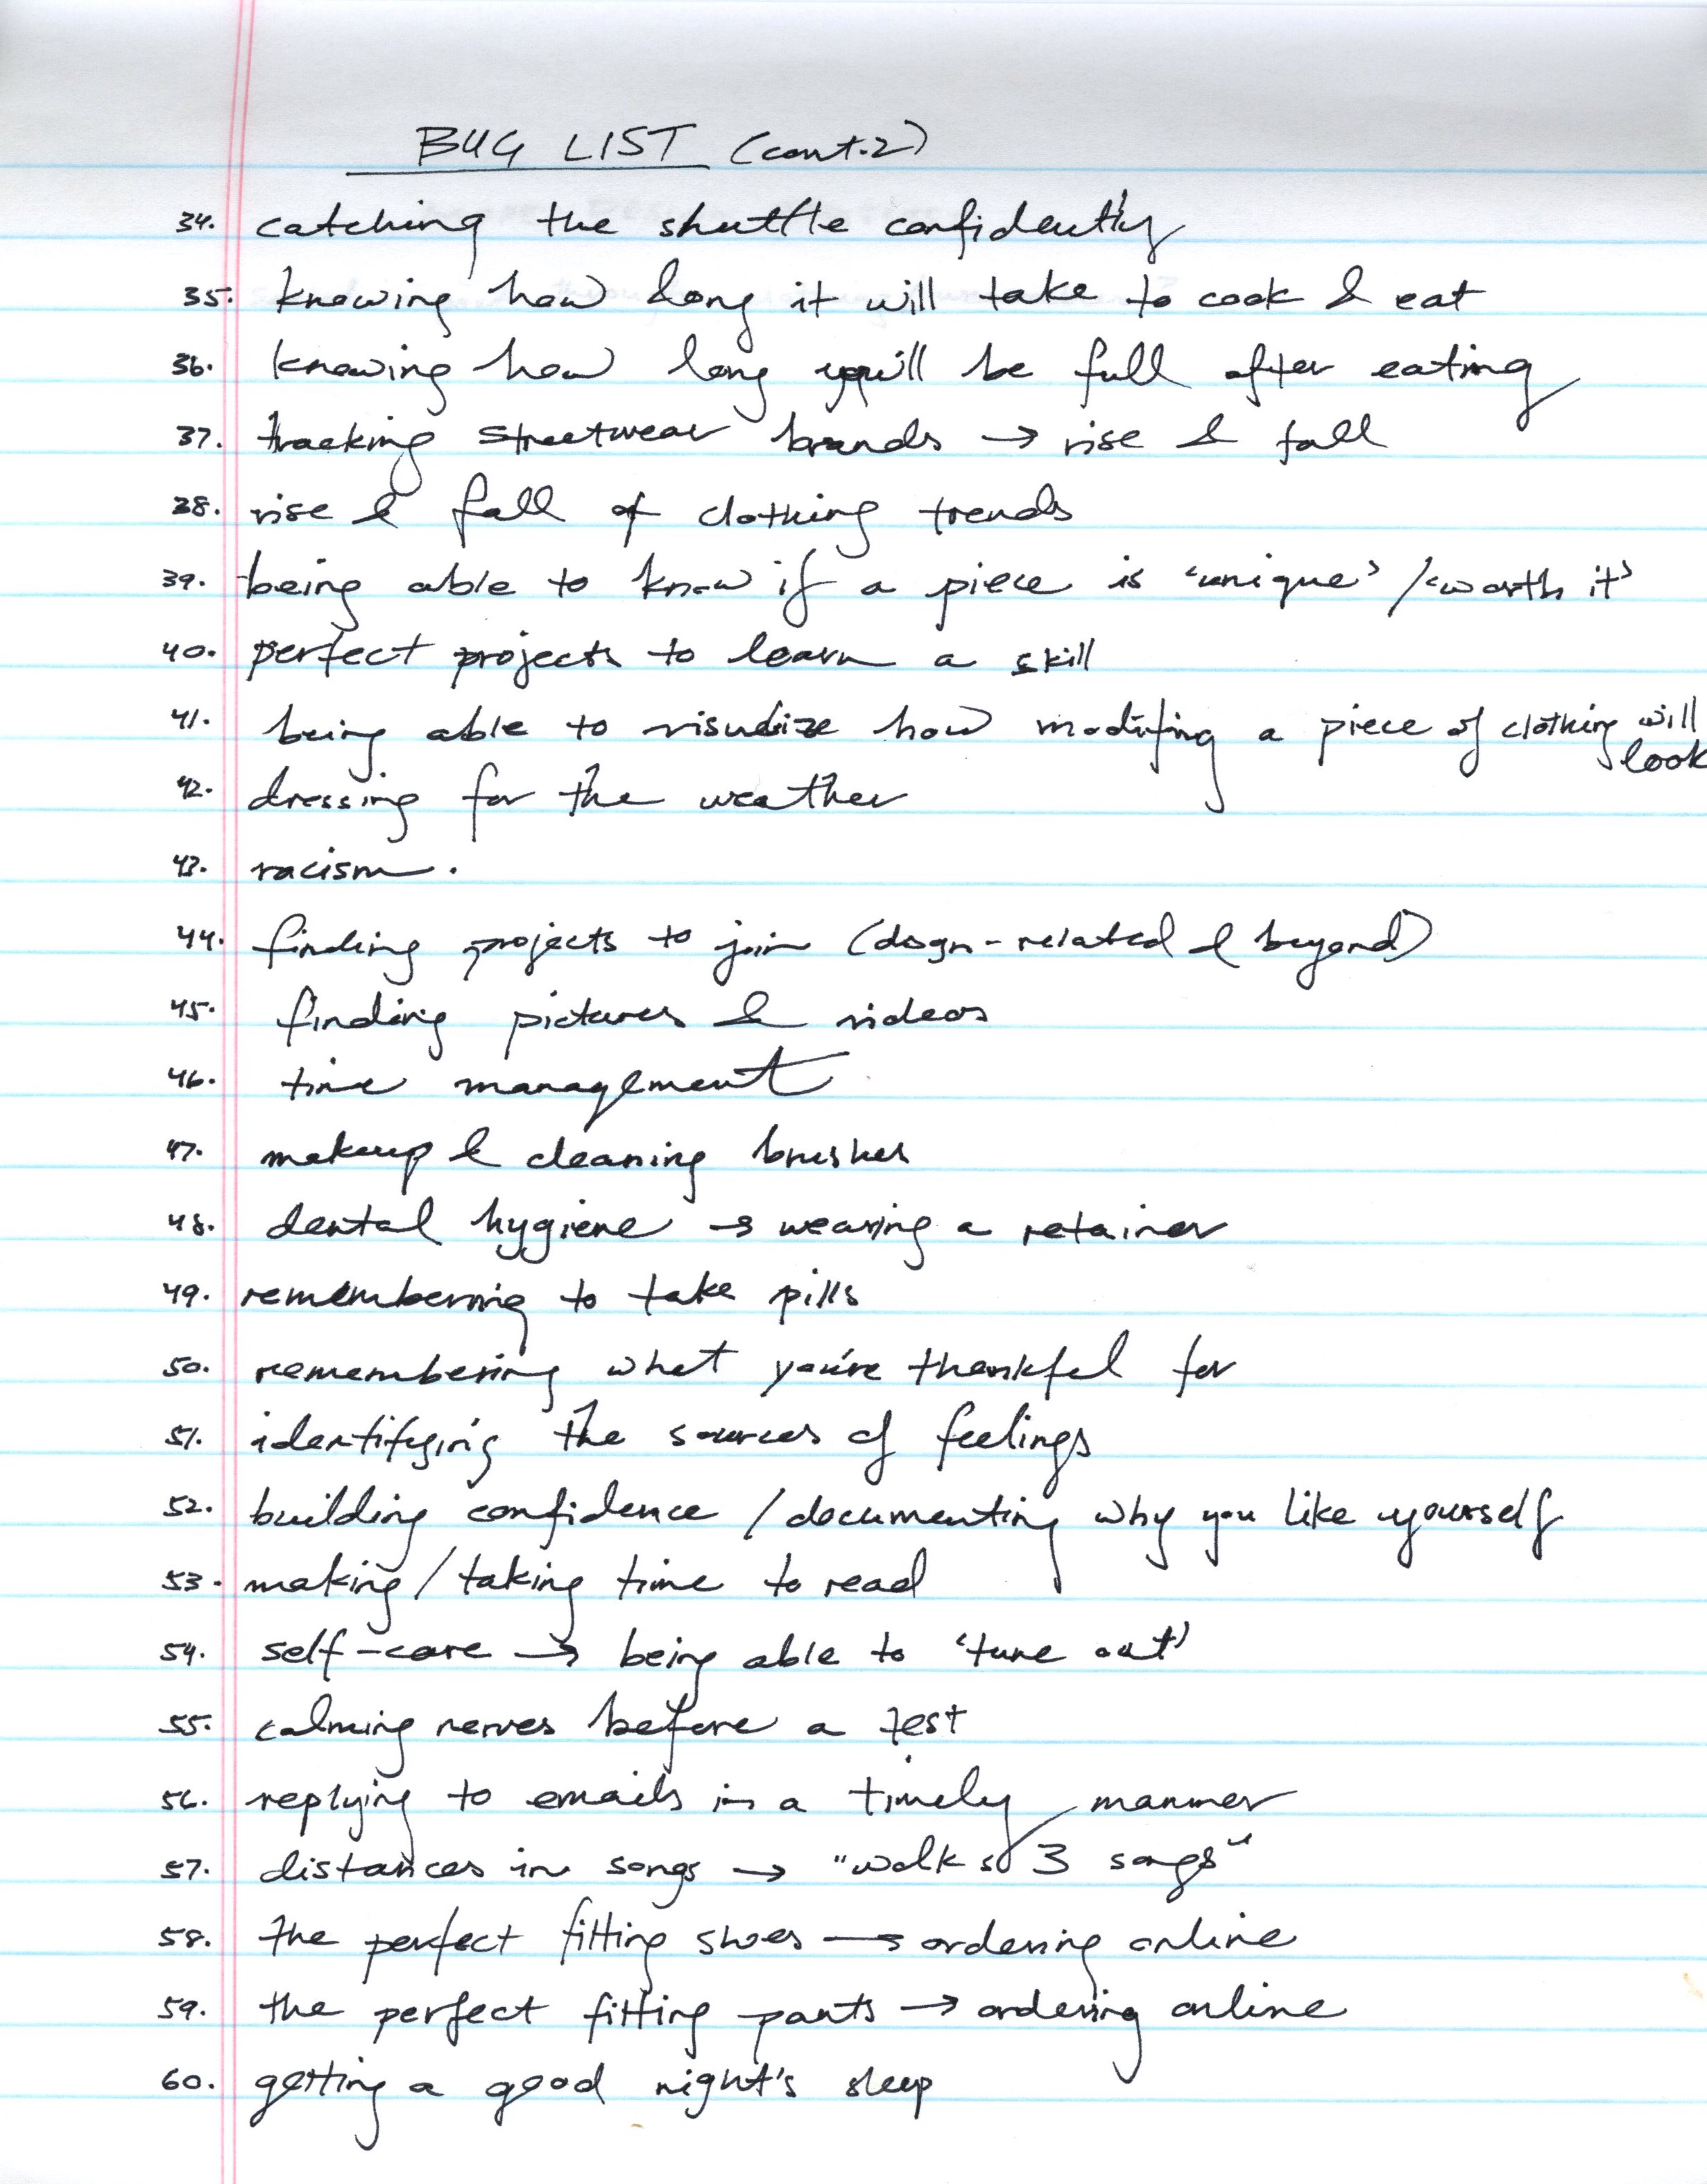 BUG LIST (cont.2)
34. catching the shuttle confidently
35. knowing how long it will take to cook & eat
36. knowing how long you'll be full after eating
37. tracking streetwear brands → rise & fall
38. rise & fall of clothing trends
39. being able to know if a piece is 'unique' / 'worth it'
40. perfect projects to learn a skill
41. being able to visualize how modifying a piece of clothing will look
42. dressing for the weather
43. racism.
44. finding projects to join (dsgn-related & beyond)
45. finding pictures & videos
46. time management
47. makeup & cleaning brushes
48. dental hygiene → wearing a retainer
49. remembering to take pills
50. remembering what you're thankful for
51. identifying the sources of feelings
52. building confidence / documenting why you like yourself
53. making / taking time to read
54. self-care → being able to 'tune out'
55. calming nerves before a test
56. replying to emails in a timely manner
57. distances in songs → "walk 3 songs"
58. the perfect fitting shoes → ordering online
59. the perfect fitting pants → ordering online
60. getting a good night's sleep